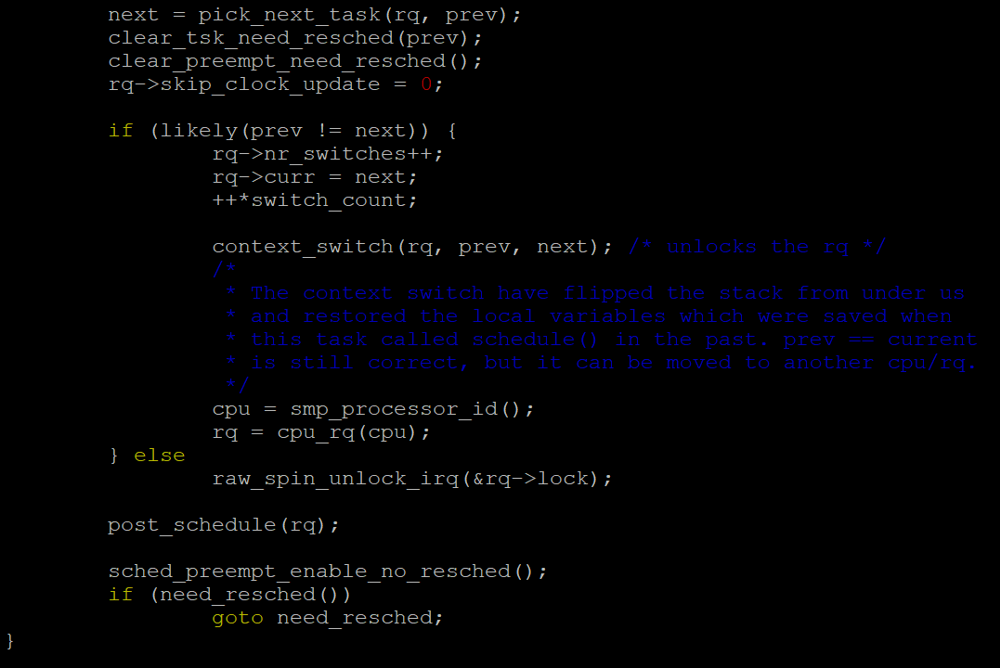 next = pick_next_task(rq, prev);
clear_tsk_need_resched(prev);
clear_preempt_need_resched();
rq->skip_clock_update = 0;

if (likely(prev != next)) {
rq->nr_switches++;
rq->curr = next;
++*switch_count;

context_switch(rq, prev, next); /* unlocks the rq */
/*
* The context switch have flipped the stack from under us
* and restored the local variables which were saved when
* this task called schedule() in the past. prev == current
* is still correct, but it can be moved to another cpu/rq.
*/
cpu = smp_processor_id();
rq = cpu_rq(cpu);
} else
raw_spin_unlock_irq(&rq->lock);

post_schedule(rq);

sched_preempt_enable_no_resched();
if (need_resched())
goto need_resched;
}